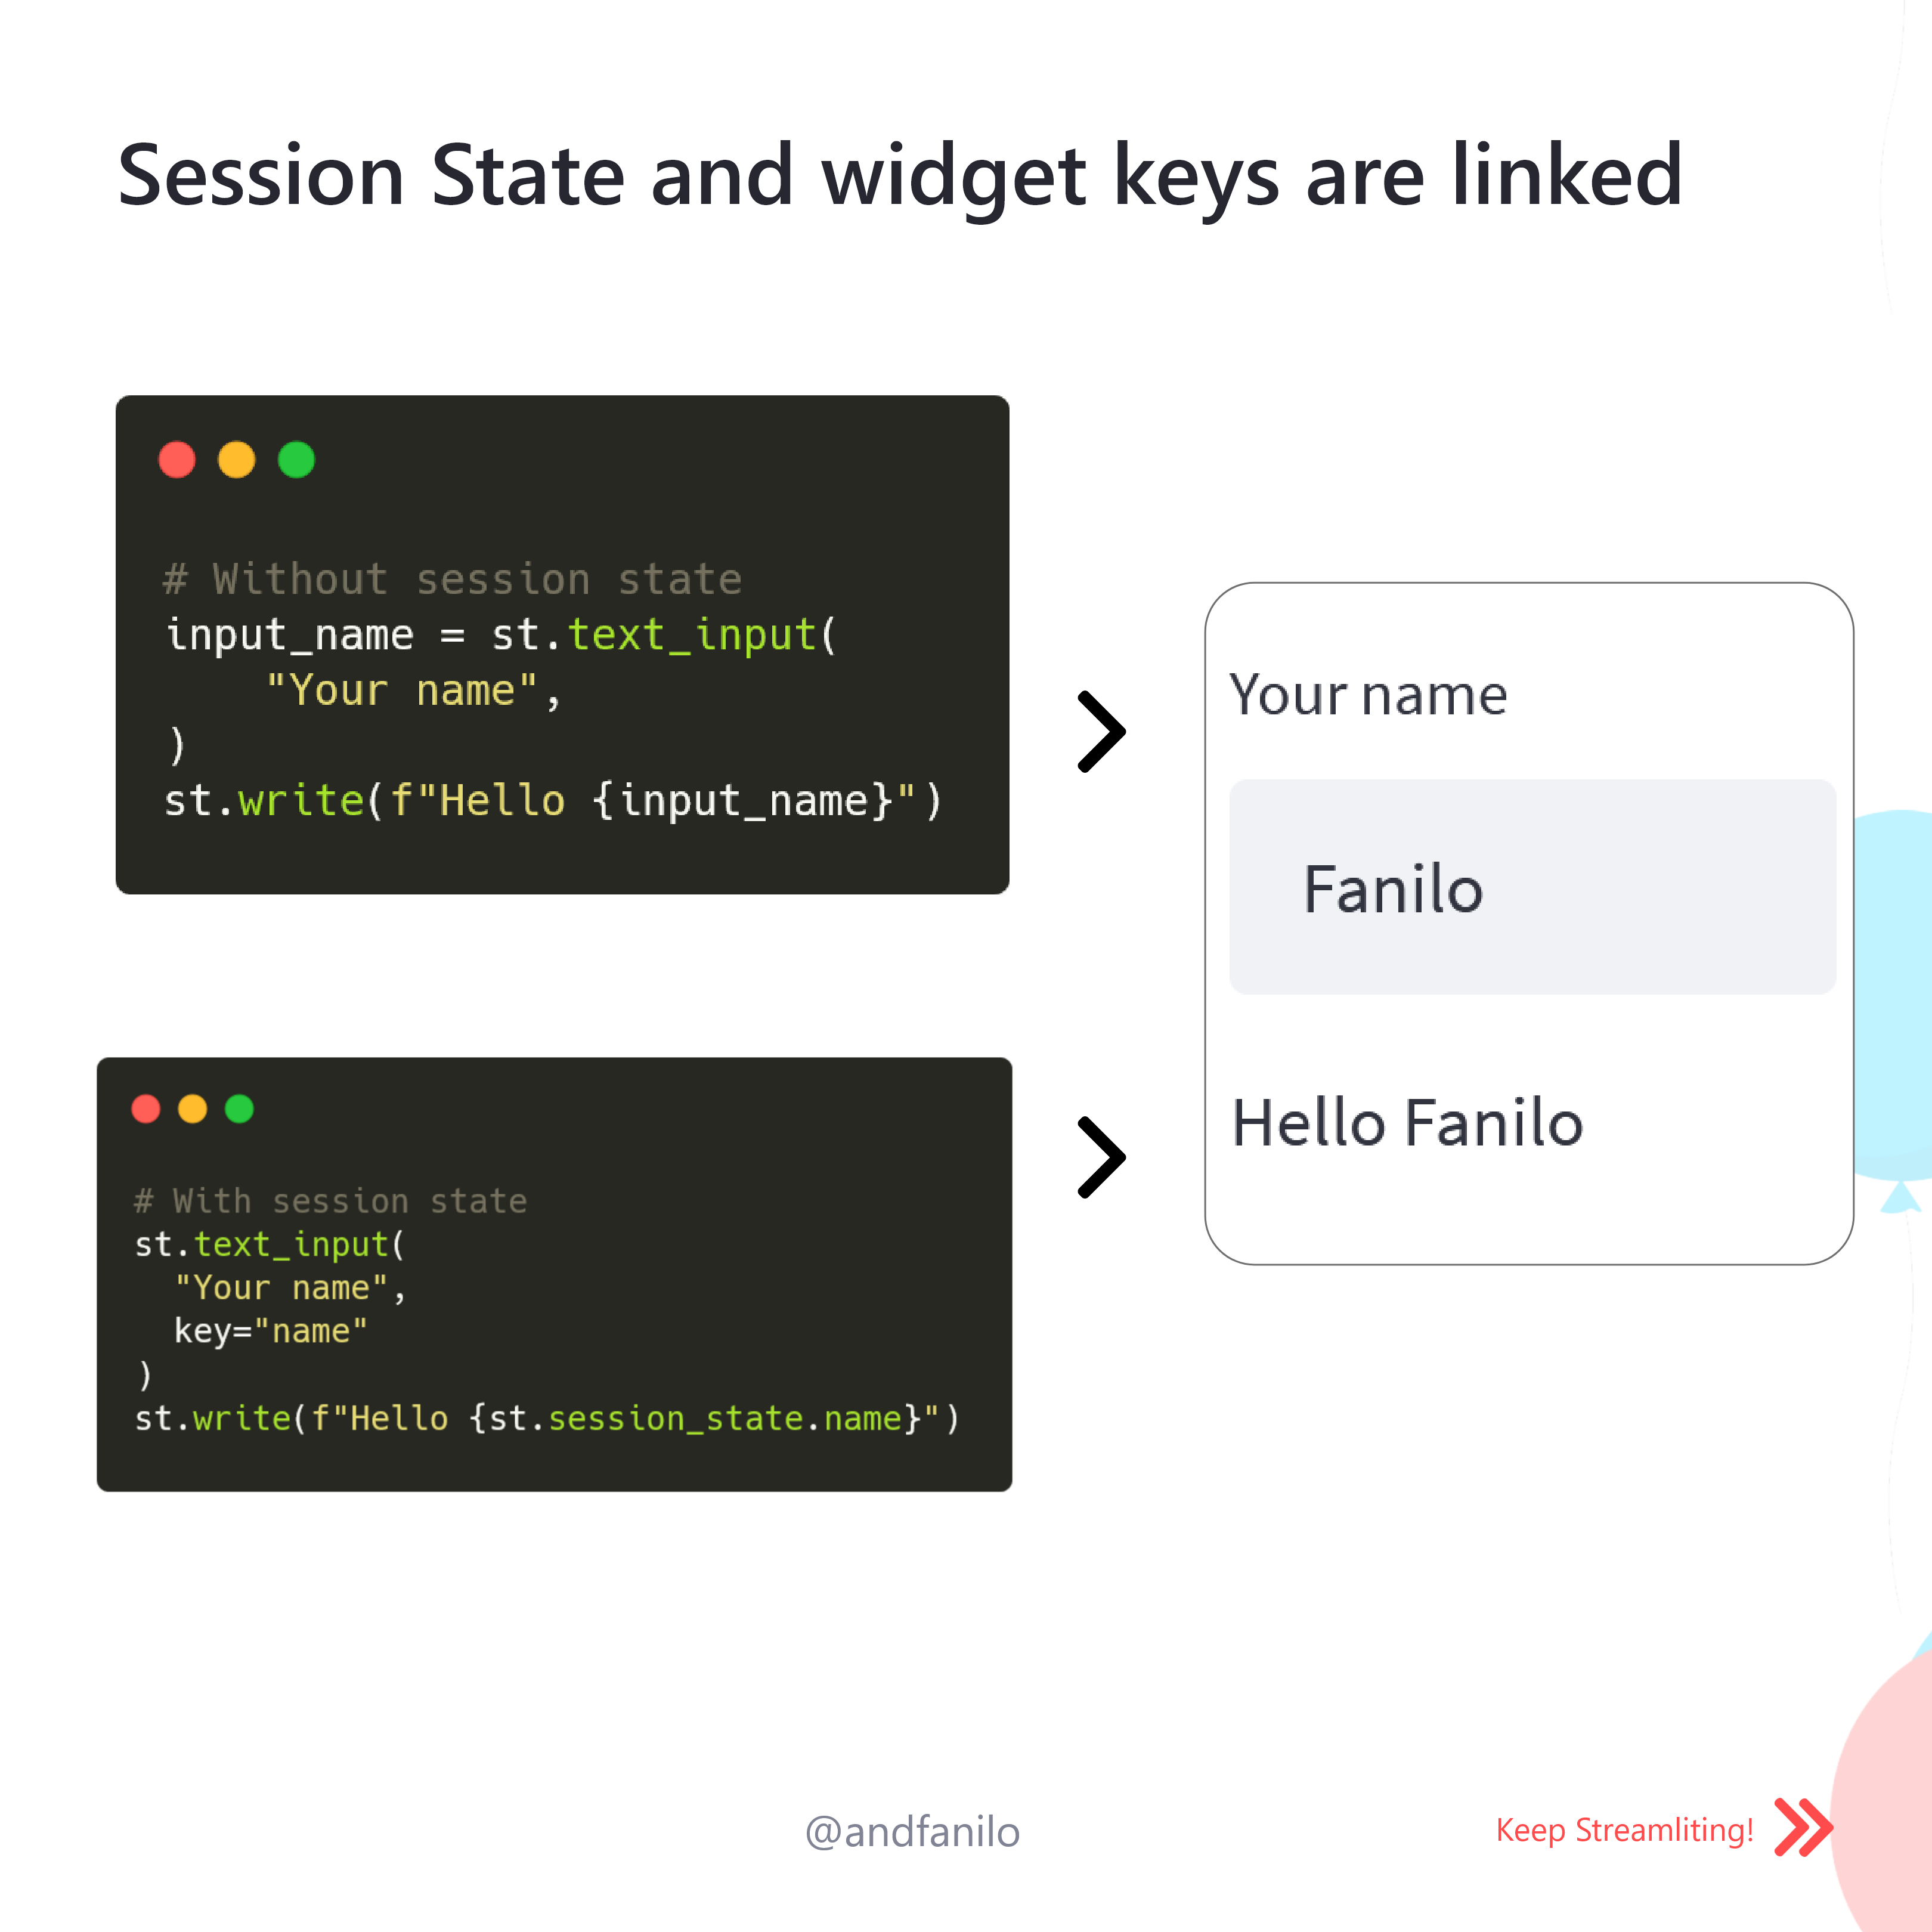 Session State and widget keys are linked
# Without session state
input_name = st.text_input(
    "Your name",
)
st.write(f"Hello {input_name}")
# With session state
st.text_input(
  "Your name",
  key="name"
)
st.write(f"Hello {st.session_state.name}")
Your name
Fanilo
Hello Fanilo
@andfanilo
Keep Streamliting!